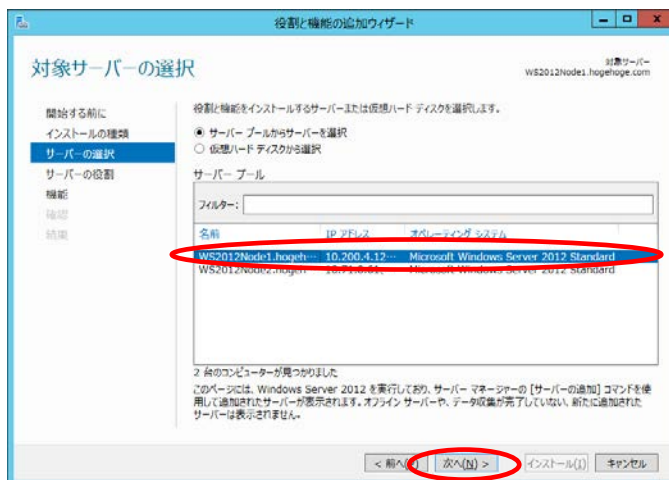 役割と機能の追加ウィザード
対象サーバーの選択
対象サーバー
WS2012Node1.hogehoge.com
開始する前に
インストールの種類
サーバーの選択
サーバーの役割
機能
確認
結果
役割と機能をインストールするサーバーまたは仮想ハード ディスクを選択します。
サーバー プールからサーバーを選択
仮想ハード ディスクから選択
サーバー プール
フィルター:
名前 IP アドレス オペレーティング システム
WS2012Node1.hogeh… 10.200.4.12… Microsoft Windows Server 2012 Standard
WS2012Node2.hogeh Microsoft Windows Server 2012 Standard
2 台のコンピューターが見つかりました
このページには、Windows Server 2012 を実行しており、サーバー マネージャーの [サーバーの追加] コマンドを使
用して追加されたサーバーが表示されます。オフライン サーバーや、データ収集が完了していない、新たに追加された
サーバーは表示されません。
< 前へ( 次へ(N) > インストール(I) キャンセル